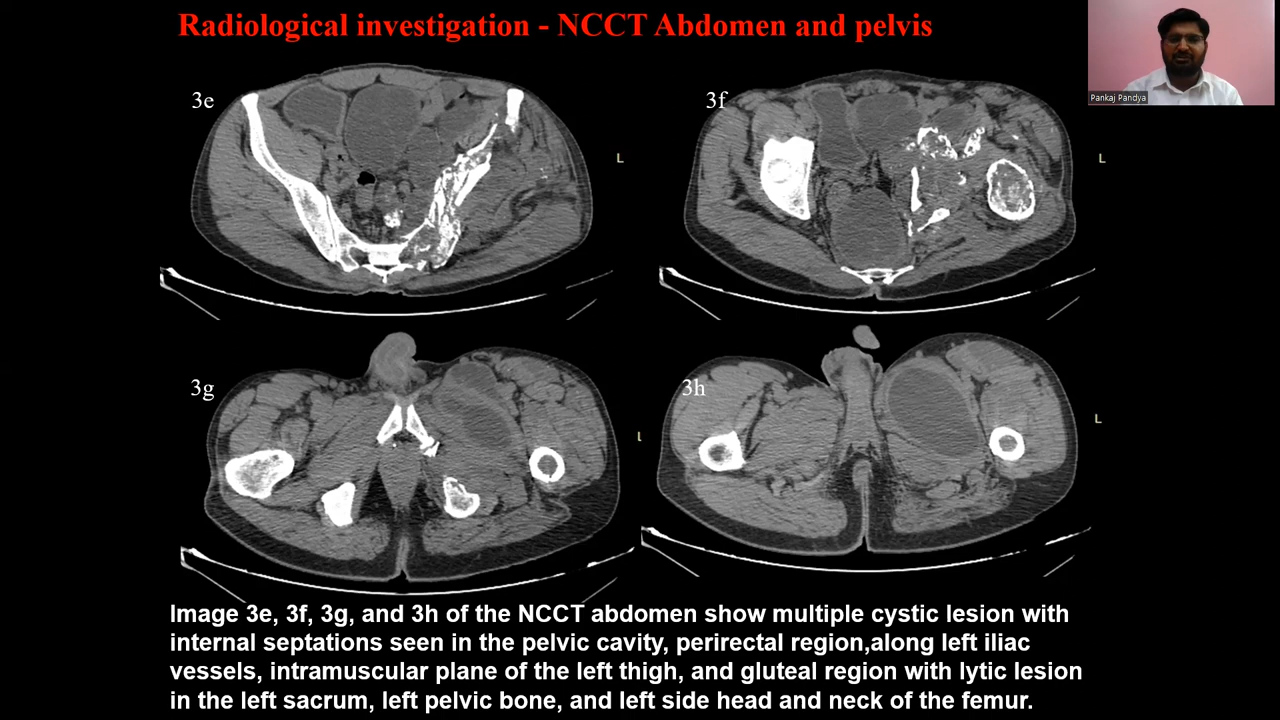 Radiological investigation - NCCT Abdomen and pelvis
Pankaj Pandya
3e
L
3f
L
3g
L
3h
L
Image 3e, 3f, 3g, and 3h of the NCCT abdomen show multiple cystic lesion with
internal septations seen in the pelvic cavity, perirectal region,along left iliac
vessels, intramuscular plane of the left thigh, and gluteal region with lytic lesion
in the left sacrum, left pelvic bone, and left side head and neck of the femur.